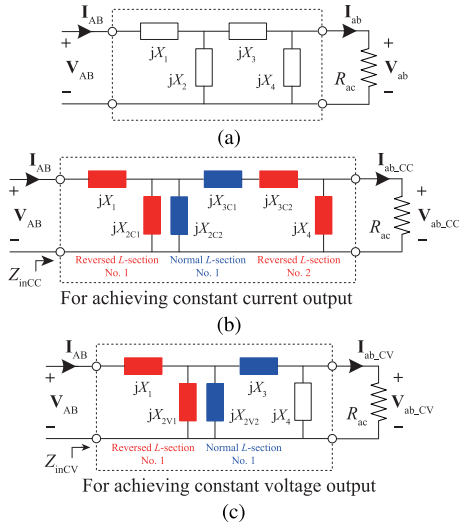 I_AB I_ab
jX_1 jX_3
+ V_AB − jX_2 jX_4 R_ac + V_ab −
(a)
I_AB I_ab_CC
jX_1 jX_3C1 jX_3C2
+ V_AB − jX_2C1 jX_2C2 jX_4 R_ac + V_ab_CC −
Z_inCC
Reversed L-section Normal L-section Reversed L-section
No. 1 No. 1 No. 2
For achieving constant current output
(b)
I_AB I_ab_CV
jX_1 jX_3
+ V_AB − jX_2V1 jX_2V2 jX_4 R_ac + V_ab_CV −
Z_inCV
Reversed L-section Normal L-section
No. 1 No. 1
For achieving constant voltage output
(c)